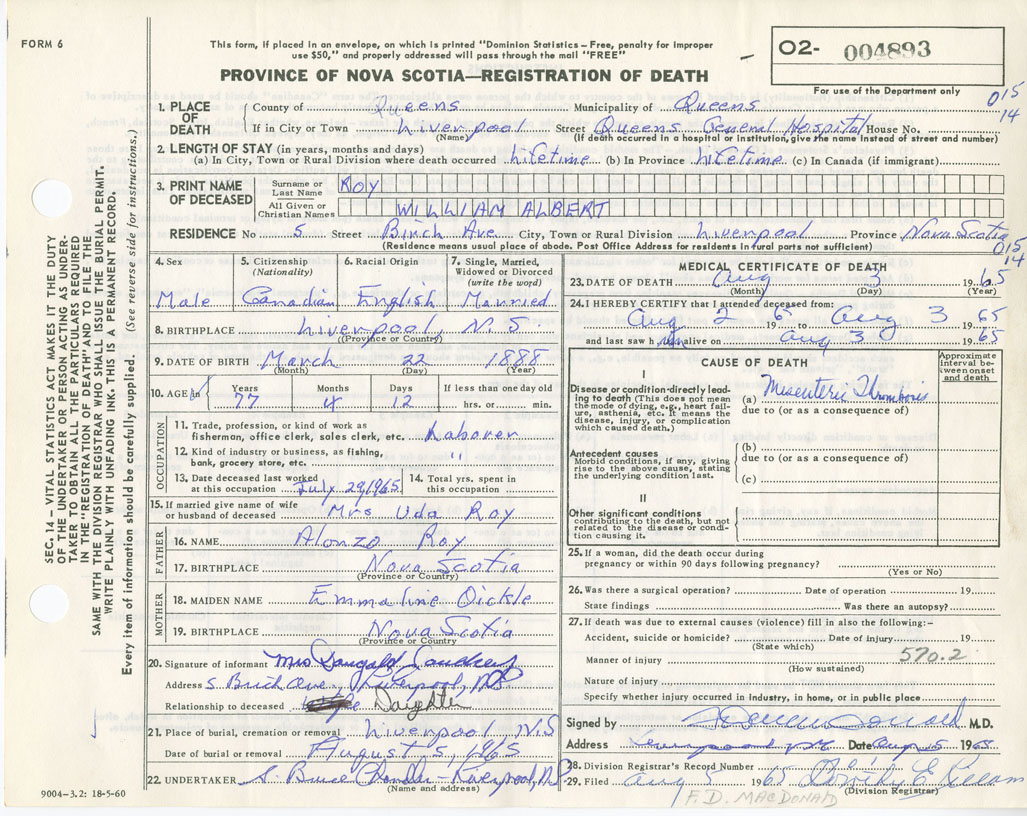 FORM 6
This form, if placed in an envelope, on which is printed "Dominion Statistics—Free, penalty for improper
use $50," and properly addressed will pass through the mail "FREE"
PROVINCE OF NOVA SCOTIA—REGISTRATION OF DEATH
O2- 004893
For use of the Department only
015
14
SEC. 14 – VITAL STATISTICS ACT MAKES IT THE DUTY
OF THE UNDERTAKER OR PERSON ACTING AS UNDER-
TAKER TO OBTAIN ALL THE PARTICULARS REQUIRED
IN THE "REGISTRATION OF DEATH" AND TO FILE THE
SAME WITH THE DIVISION REGISTRAR WHO SHALL ISSUE THE BURIAL PERMIT.
WRITE PLAINLY WITH UNFADING INK. THIS IS A PERMANENT RECORD.
Every item of information should be carefully supplied. (See reverse side for instructions.)
1. PLACE OF DEATH County of Queens Municipality of Queens
If in City or Town Liverpool Street Queens General Hospital House No.
(Name) (If death occurred in a hospital or institution, give the name instead of street and number)
2. LENGTH OF STAY (in years, months and days)
(a) In City, Town or Rural Division where death occurred Lifetime (b) In Province Lifetime (c) In Canada (if immigrant)
3. PRINT NAME OF DECEASED Surname or Last Name ROY
All Given or Christian Names WILLIAM ALBERT
RESIDENCE No 5 Street Birch Ave City, Town or Rural Division Liverpool Province Nova Scotia
(Residence means usual place of abode. Post Office Address for residents in rural parts not sufficient)
015
14
4. Sex 5. Citizenship (Nationality) 6. Racial Origin 7. Single, Married, Widowed or Divorced (write the word)
Male Canadian English Married
8. BIRTHPLACE Liverpool, N.S.
(Province or Country)
9. DATE OF BIRTH March 22 1888
(Month) (Day) (Year)
10. AGE in Years 77 Months 4 Days 12 If less than one day old hrs. or min.
OCCUPATION
11. Trade, profession, or kind of work as
fisherman, office clerk, sales clerk, etc. Laborer
12. Kind of industry or business, as fishing,
bank, grocery store, etc. "
13. Date deceased last worked at this occupation July 29, 1965 14. Total yrs. spent in this occupation
15. If married give name of wife
or husband of deceased Mrs Uda Roy
FATHER
16. NAME Alonzo Roy
17. BIRTHPLACE Nova Scotia
(Province or Country)
MOTHER
18. MAIDEN NAME Emmaline Oickle
19. BIRTHPLACE Nova Scotia
(Province or Country)
20. Signature of informant Mrs
Address 5 Birch Ave, Liverpool, NS
Relationship to deceased Daughter
21. Place of burial, cremation or removal Liverpool N.S
Date of burial or removal August 5, 1965
22. UNDERTAKER S. Bruce Liverpool, NS
(Name and address)
9004-3.2: 18-5-60
MEDICAL CERTIFICATE OF DEATH
23. DATE OF DEATH Aug 3 1965
(Month) (Day) (Year)
24. I HEREBY CERTIFY that I attended deceased from:
Aug 2 1965 to Aug 3 1965
and last saw him alive on Aug 3 1965
CAUSE OF DEATH
Approximate interval between onset and death
I
Disease or condition directly lead-
ing to death (This does not mean
the mode of dying, e.g., heart fail-
ure, asthenia, etc. It means the
disease, injury, or complication
which caused death.)
(a) Misenteric Thrombosis
due to (or as a consequence of)
Antecedent causes
Morbid conditions, if any, giving
rise to the above cause, stating
the underlying condition last.
(b)
due to (or as a consequence of)
(c)
II
Other significant conditions
contributing to the death, but not
related to the disease or condi-
tion causing it.
25. If a woman, did the death occur during
pregnancy or within 90 days following pregnancy?
(Yes or No)
26. Was there a surgical operation? Date of operation 19
State findings Was there an autopsy?
27. If death was due to external causes (violence) fill in also the following:–
Accident, suicide or homicide? Date of injury 19
(State which)
Manner of injury 570.2
(How sustained)
Nature of injury
Specify whether injury occurred in industry, in home, or in public place
Signed by M.D.
Address Liverpool NS Date Aug 5 1965
28. Division Registrar's Record Number
29. Filed Aug 5 1965 Dorothy E.
(Division Registrar)
F. D. MACDONALD